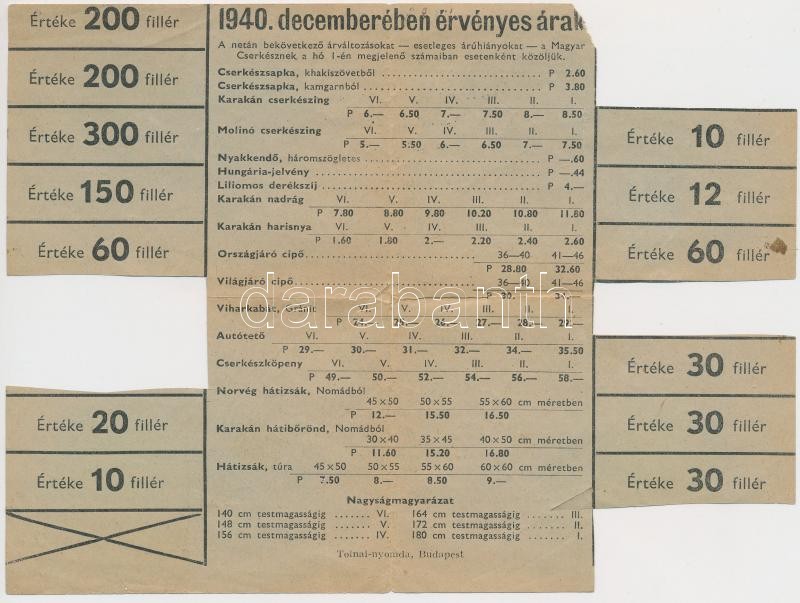 Értéke 200 fillér
Értéke 200 fillér
Értéke 300 fillér
Értéke 150 fillér
Értéke 60 fillér
Értéke 20 fillér
Értéke 10 fillér
1940. decemberében érvényes árak
A netán bekövetkező árváltozásokat — esetleges árúhiányokat — a Magyar
Cserkésznek a hó 1-én megjelenő számaiban esetenként közöljük.
Cserkészsapka, khakiszövetből ........ P 2.60
Cserkészsapka, kamgarnból ........ P 3.80
Karakán cserkészing VI. V. IV. III. II. I.
P 6.— 6.50 7.— 7.50 8.— 8.50
Molinó cserkészing VI. V. IV. III. II. I.
P 5.— 5.50 6.— 6.50 7.— 7.50
Nyakkendő, háromszögletes ........ P —.60
Hungária-jelvény ........ P —.44
Liliomos derékszíj ........ P 4.—
Karakán nadrág VI. V. IV. III. II. I.
P 7.80 8.80 9.80 10.20 10.80 11.80
Karakán harisnya VI. V. IV. III. II. I.
P 1.60 1.80 2.— 2.20 2.40 2.60
Országjáró cipő ........ 36—40 41—46
P 28.80 32.60
Világjáró cipő ........ 36—40 41—46
P 30.
Viharkabát, Gránit VI. V. IV. III. II. I.
P 24.— 25.— 26.— 27.— 28.— 29.—
Autótető VI. V. IV. III. II. I.
P 29.— 30.— 31.— 32.— 34.— 35.50
Cserkészköpeny VI. V. IV. III. II. I.
P 49.— 50.— 52.— 54.— 56.— 58.—
Norvég hátizsák, Nomádból
45×50 50×55 55×60 cm méretben
P 12.— 15.50 16.50
Karakán hátibőrönd, Nomádból
30×40 35×45 40×50 cm méretben
P 11.60 15.20 16.80
Hátizsák, túra 45×50 50×55 55×60 60×60 cm méretben
P 7.50 8.— 8.50 9.—
Nagyságmagyarázat
140 cm testmagasságig ....... VI. 164 cm testmagasságig ....... III.
148 cm testmagasságig ....... V. 172 cm testmagasságig ....... II.
156 cm testmagasságig ....... IV. 180 cm testmagasságig ....... I.
Tolnai-nyomda, Budapest
Értéke 10 fillér
Értéke 12 fillér
Értéke 60 fillér
Értéke 30 fillér
Értéke 30 fillér
Értéke 30 fillér
darabanth